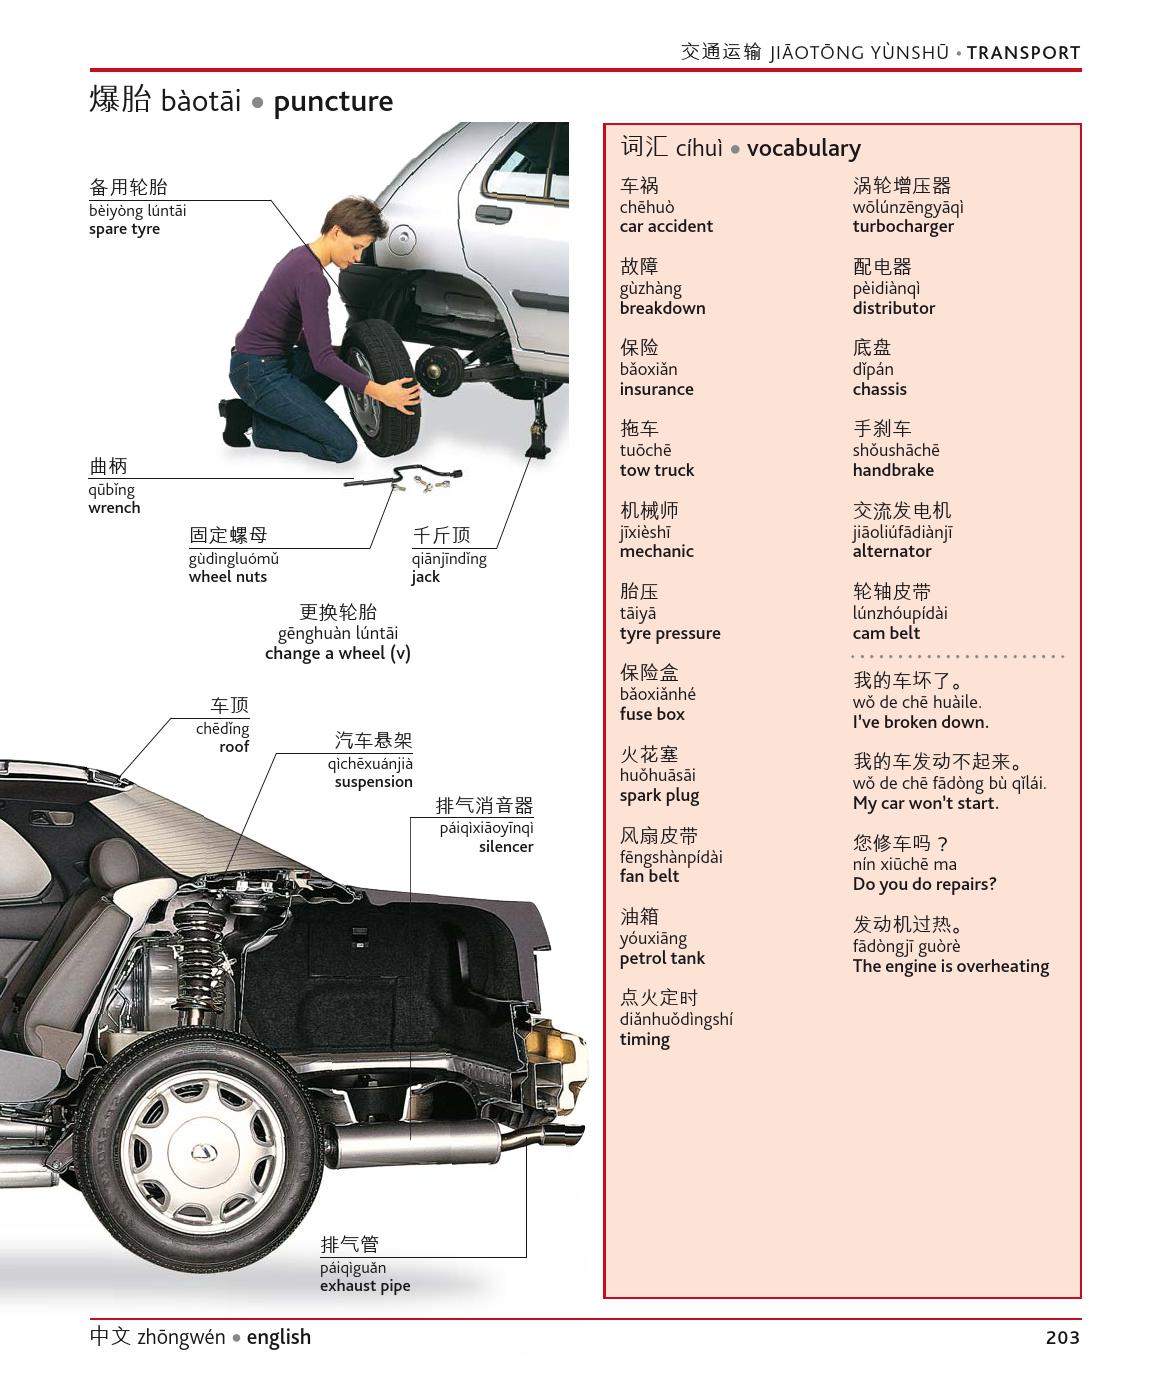 交通运输 JIĀOTŌNG YÙNSHŪ • TRANSPORT
爆胎 bàotāi • puncture
备用轮胎
bèiyòng lúntāi
spare tyre
曲柄
qūbǐng
wrench
固定螺母
gùdìngluómǔ
wheel nuts
千斤顶
qiānjīndǐng
jack
更换轮胎
gēnghuàn lúntāi
change a wheel (v)
车顶
chēdǐng
roof
汽车悬架
qìchēxuánjià
suspension
排气消音器
páiqìxiāoyīnqì
silencer
排气管
páiqìguǎn
exhaust pipe
词汇 cíhuì • vocabulary
车祸
chēhuò
car accident
故障
gùzhàng
breakdown
保险
bǎoxiǎn
insurance
拖车
tuōchē
tow truck
机械师
jīxièshī
mechanic
胎压
tāiyā
tyre pressure
保险盒
bǎoxiǎnhé
fuse box
火花塞
huǒhuāsāi
spark plug
风扇皮带
fēngshànpídài
fan belt
油箱
yóuxiāng
petrol tank
点火定时
diǎnhuǒdìngshí
timing
涡轮增压器
wōlúnzēngyāqì
turbocharger
配电器
pèidiànqì
distributor
底盘
dǐpán
chassis
手刹车
shǒushāchē
handbrake
交流发电机
jiāoliúfādiànjī
alternator
轮轴皮带
lúnzhóupídài
cam belt
我的车坏了。
wǒ de chē huàile.
I've broken down.
我的车发动不起来。
wǒ de chē fādòng bù qǐlái.
My car won't start.
您修车吗？
nín xiūchē ma
Do you do repairs?
发动机过热。
fādòngjī guòrè
The engine is overheating
中文 zhōngwén • english
203